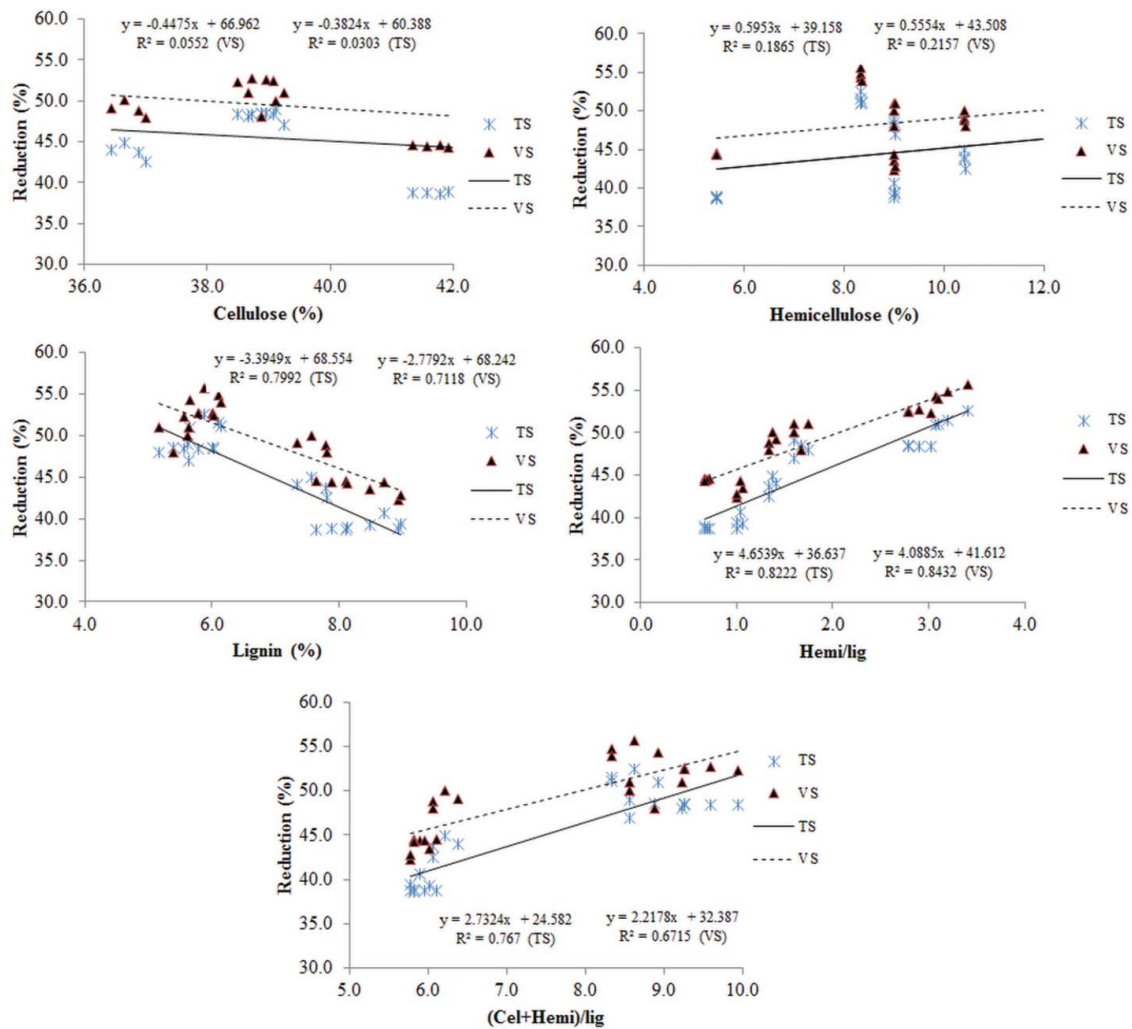 y = -0.4475x + 66.962
R² = 0.0552 (VS)
y = -0.3824x + 60.388
R² = 0.0303 (TS)
60.0
55.0
50.0
45.0
40.0
35.0
30.0
Reduction (%)
36.0 38.0 40.0 42.0
Cellulose (%)
TS
VS
TS
VS
y = 0.5953x + 39.158
R² = 0.1865 (TS)
y = 0.5554x + 43.508
R² = 0.2157 (VS)
60.0
55.0
50.0
45.0
40.0
35.0
30.0
Reduction (%)
4.0 6.0 8.0 10.0 12.0
Hemicellulose (%)
TS
VS
TS
VS
y = -3.3949x + 68.554
R² = 0.7992 (TS)
y = -2.7792x + 68.242
R² = 0.7118 (VS)
60.0
55.0
50.0
45.0
40.0
35.0
30.0
Reduction (%)
4.0 6.0 8.0 10.0
Lignin (%)
TS
VS
TS
VS
60.0
55.0
50.0
45.0
40.0
35.0
30.0
Reduction (%)
y = 4.6539x + 36.637
R² = 0.8222 (TS)
y = 4.0885x + 41.612
R² = 0.8432 (VS)
0.0 1.0 2.0 3.0 4.0
Hemi/lig
TS
VS
TS
VS
60.0
55.0
50.0
45.0
40.0
35.0
30.0
Reduction (%)
y = 2.7324x + 24.582
R² = 0.767 (TS)
y = 2.2178x + 32.387
R² = 0.6715 (VS)
5.0 6.0 7.0 8.0 9.0 10.0
(Cel+Hemi)/lig
TS
VS
TS
VS